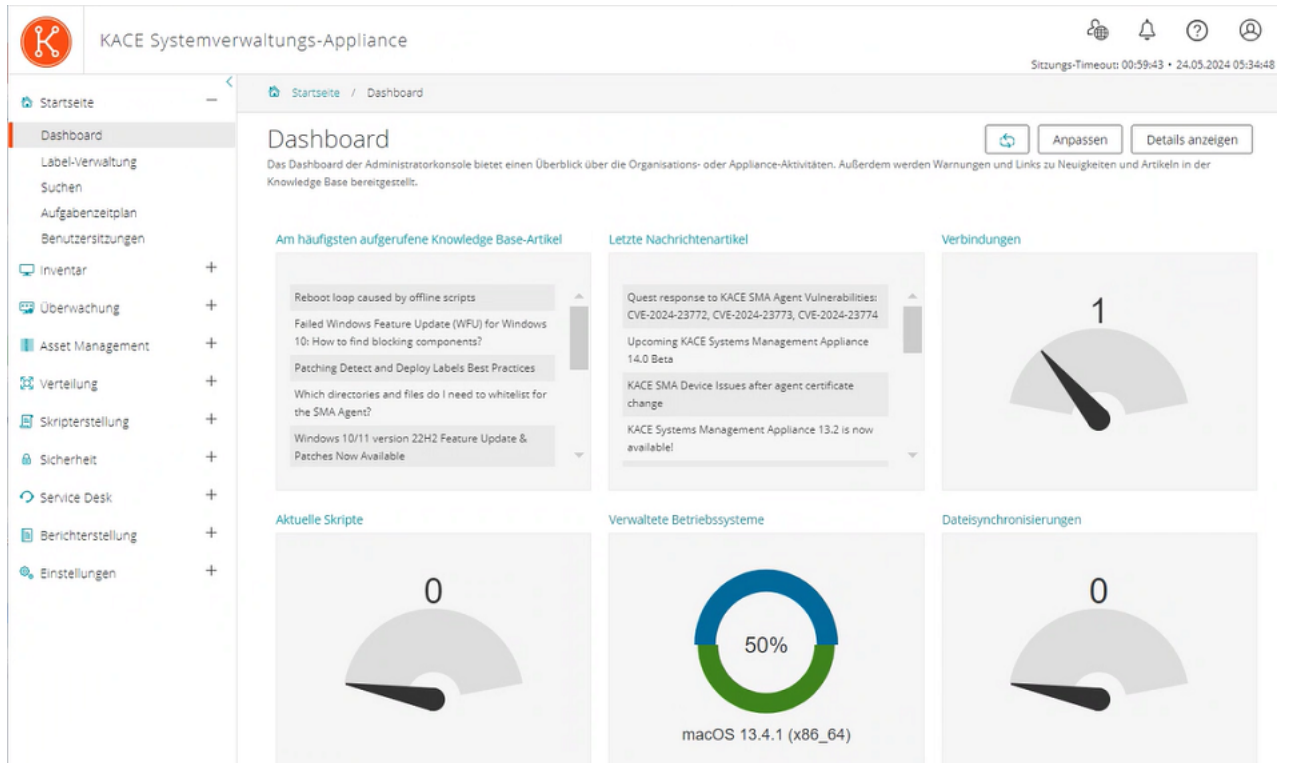 KACE Systemverwaltungs-Appliance
Sitzungs-Timeout: 00:59:43 • 24.05.2024 05:34:48
Startseite
Dashboard
Label-Verwaltung
Suchen
Aufgabenzeitplan
Benutzersitzungen
Inventar
Überwachung
Asset Management
Verteilung
Skripterstellung
Sicherheit
Service Desk
Berichterstellung
Einstellungen
Startseite / Dashboard
Dashboard
Anpassen
Details anzeigen
Das Dashboard der Administratorkonsole bietet einen Überblick über die Organisations- oder Appliance-Aktivitäten. Außerdem werden Warnungen und Links zu Neuigkeiten und Artikeln in der
Knowledge Base bereitgestellt.
Am häufigsten aufgerufene Knowledge Base-Artikel
Reboot loop caused by offline scripts
Failed Windows Feature Update (WFU) for Windows
10: How to find blocking components?
Patching Detect and Deploy Labels Best Practices
Which directories and files do I need to whitelist for
the SMA Agent?
Windows 10/11 version 22H2 Feature Update &
Patches Now Available
Letzte Nachrichtenartikel
Quest response to KACE SMA Agent Vulnerabilities:
CVE-2024-23772, CVE-2024-23773, CVE-2024-23774
Upcoming KACE Systems Management Appliance
14.0 Beta
KACE SMA Device Issues after agent certificate
change
KACE Systems Management Appliance 13.2 is now
available!
Verbindungen
1
Aktuelle Skripte
0
Verwaltete Betriebssysteme
50%
macOS 13.4.1 (x86_64)
Dateisynchronisierungen
0